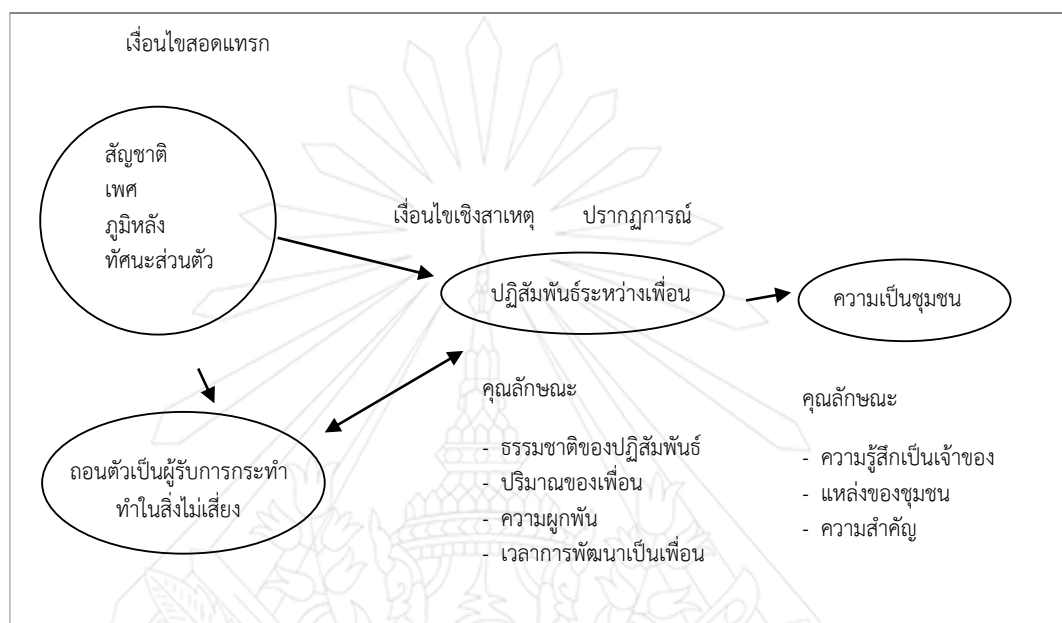 เงื่อนไขสอดแทรก
สัญชาติ
เพศ
ภูมิหลัง
ทัศนะส่วนตัว
เงื่อนไขเชิงสาเหตุ ปรากฏการณ์
ปฏิสัมพันธ์ระหว่างเพื่อน
ความเป็นชุมชน
ถอนตัวเป็นผู้รับการกระทำ
ทำในสิ่งไม่เสี่ยง
คุณลักษณะ
- ธรรมชาติของปฏิสัมพันธ์
- ปริมาณของเพื่อน
- ความผูกพัน
- เวลาการพัฒนาเป็นเพื่อน
คุณลักษณะ
- ความรู้สึกเป็นเจ้าของ
- แหล่งของชุมชน
- ความสำคัญ